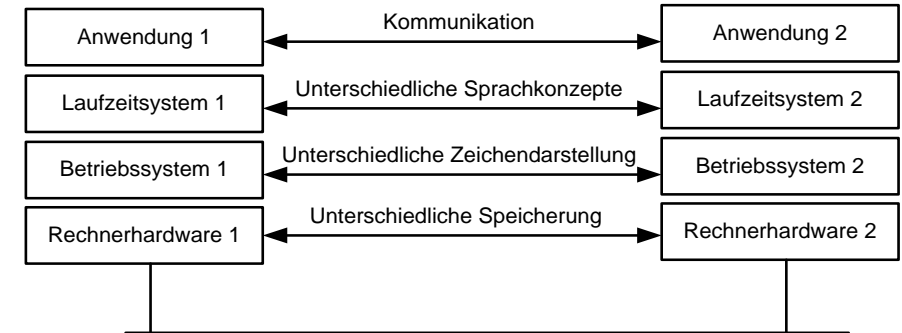 Anwendung 1
Kommunikation
Anwendung 2
Laufzeitsystem 1
Unterschiedliche Sprachkonzepte
Laufzeitsystem 2
Betriebssystem 1
Unterschiedliche Zeichendarstellung
Betriebssystem 2
Rechnerhardware 1
Unterschiedliche Speicherung
Rechnerhardware 2